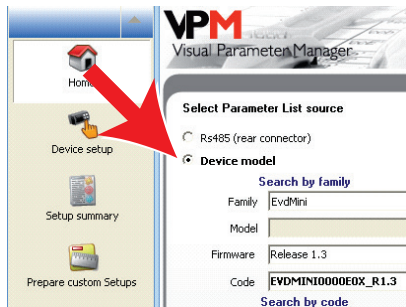 VPM
Visual Parameter Manager
Home
Device setup
Setup summary
Prepare custom Setups
Select Parameter List source
Rs485 (rear connector)
Device model
Search by family
Family EvdMini
Model
Firmware Release 1.3
Code EVDMINI0000E0X_R1.3
Search by code